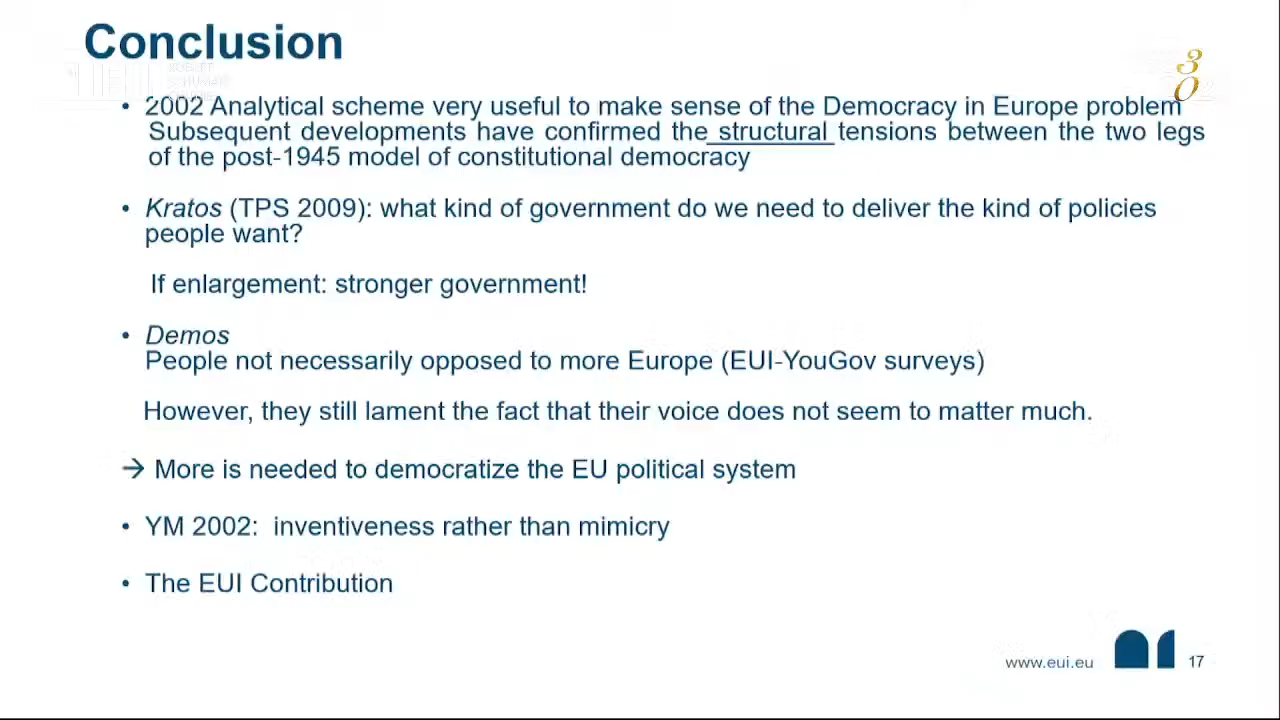 Conclusion
ROBERT
SCHUMAN
30
• 2002 Analytical scheme very useful to make sense of the Democracy in Europe problem
Subsequent developments have confirmed the structural tensions between the two legs
of the post-1945 model of constitutional democracy
• Kratos (TPS 2009): what kind of government do we need to deliver the kind of policies
people want?
If enlargement: stronger government!
• Demos
People not necessarily opposed to more Europe (EUI-YouGov surveys)
However, they still lament the fact that their voice does not seem to matter much.
→ More is needed to democratize the EU political system
• YM 2002: inventiveness rather than mimicry
• The EUI Contribution
www.eui.eu
17